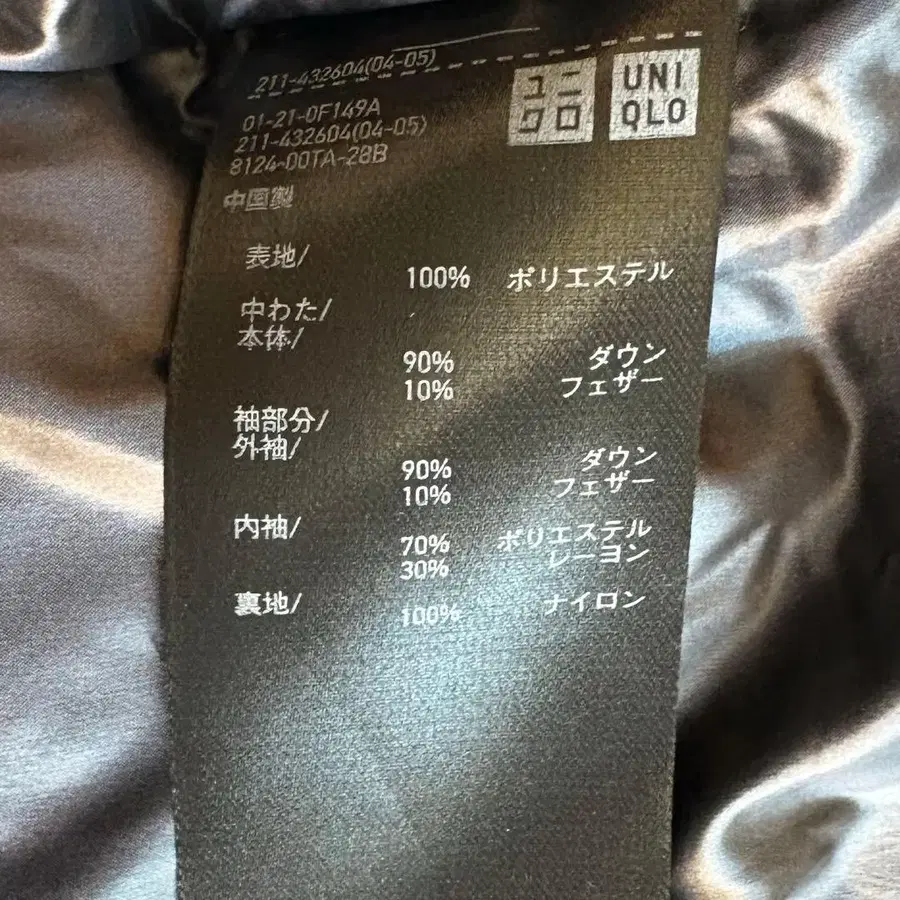 211-432604(04-05)
ユニクロ
UNIQLO
01-21-0F149A
211-432604(04-05)
8124-00TA-28B
中国製
表地/
100% ポリエステル
中わた/
本体/
90% ダウン
10% フェザー
袖部分/
外袖/
90% ダウン
10% フェザー
内袖/
70% ポリエステル
30% レーヨン
裏地/
100% ナイロン